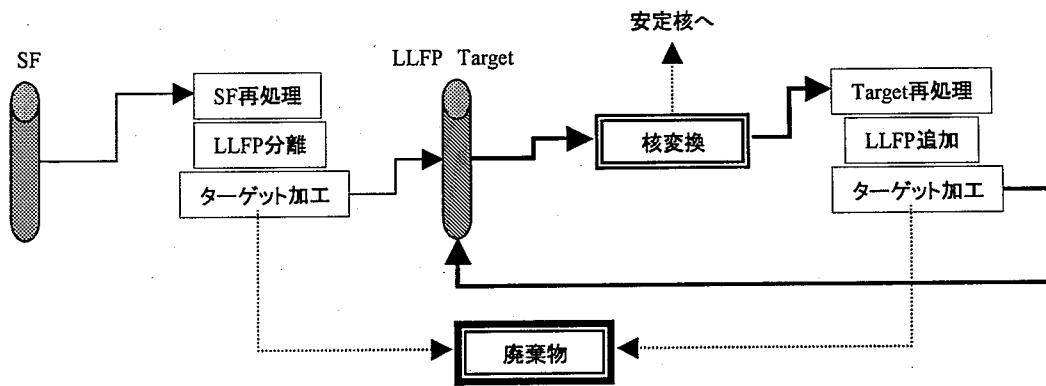 安定核へ
SF
LLFP Target
SF再処理
LLFP分離
ターゲット加工
核変換
Target再処理
LLFP追加
ターゲット加工
廃棄物